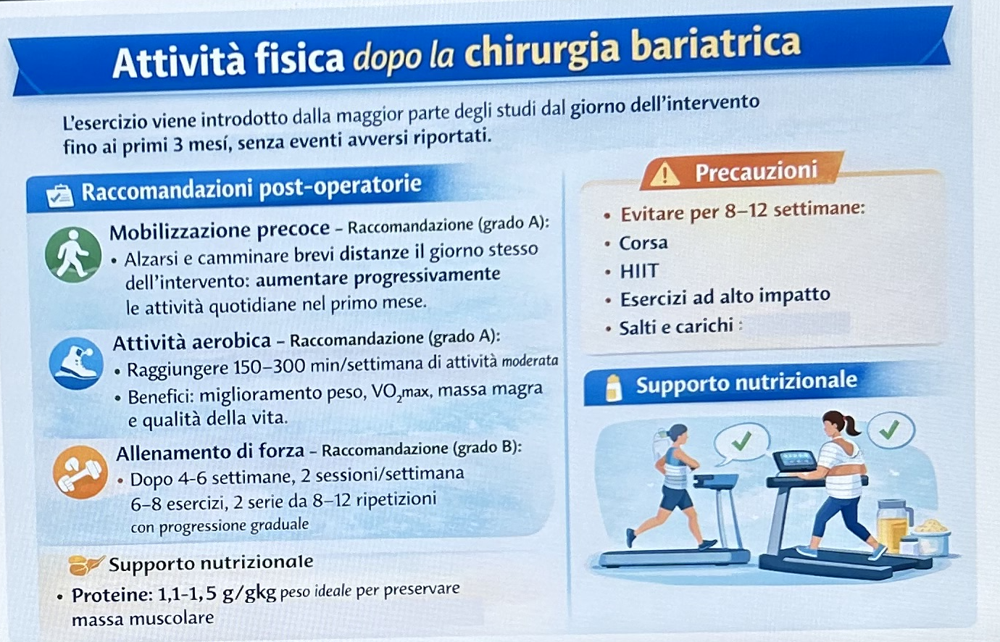 Attività fisica dopo la chirurgia bariatrica
L'esercizio viene introdotto dalla maggior parte degli studi dal giorno dell'intervento
fino ai primi 3 mesí, senza eventi avversi riportati.
Raccomandazioni post-operatorie
Mobilizzazione precoce – Raccomandazione (grado A):
• Alzarsi e camminare brevi distanze il giorno stesso
dell'intervento: aumentare progressivamente
le attività quotidiane nel primo mese.
Attività aerobica – Raccomandazione (grado A):
• Raggiungere 150–300 min/settimana di attività moderata
• Benefici: miglioramento peso, VO₂max, massa magra
e qualità della vita.
Allenamento di forza – Raccomandazione (grado B):
• Dopo 4-6 settimane, 2 sessioni/settimana
6–8 esercizi, 2 serie da 8–12 ripetizioni
con progressione graduale
Supporto nutrizionale
• Proteine: 1,1-1,5 g/gkg peso ideale per preservare
massa muscolare
Precauzioni
• Evitare per 8–12 settimane:
• Corsa
• HIIT
• Esercizi ad alto impatto
• Salti e carichi :
Supporto nutrizionale